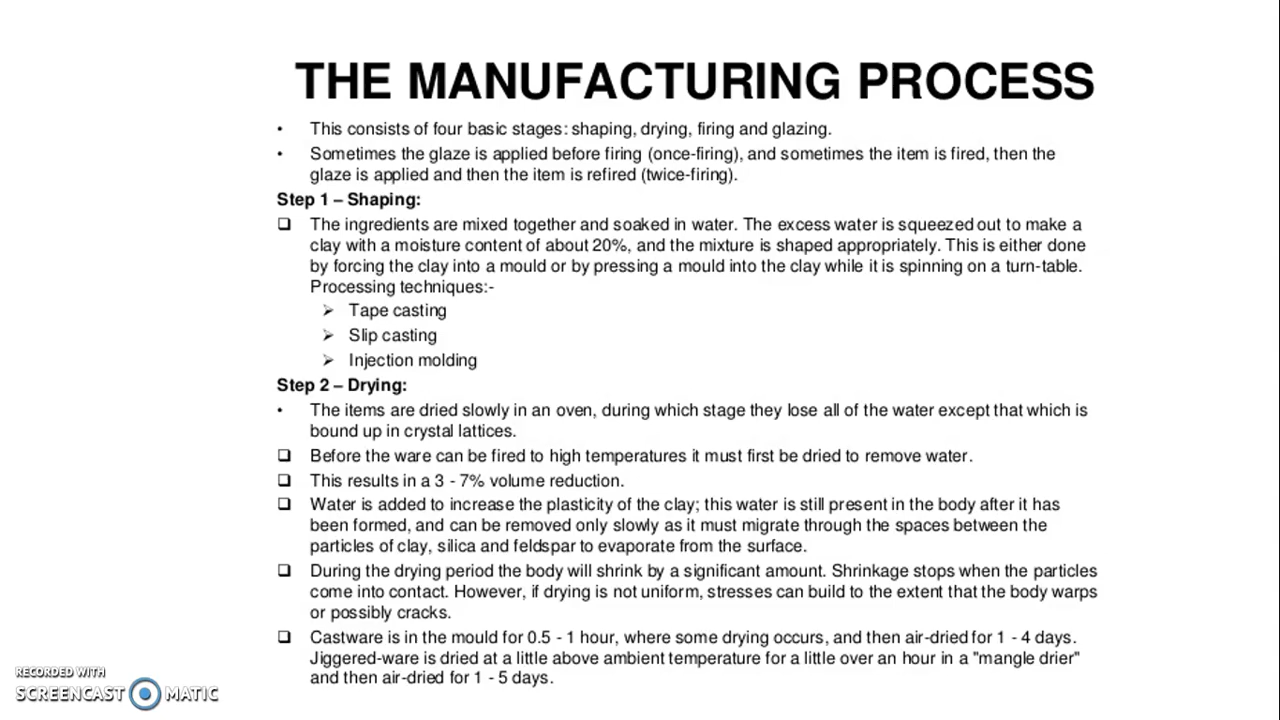 THE MANUFACTURING PROCESS
• This consists of four basic stages: shaping, drying, firing and glazing.
• Sometimes the glaze is applied before firing (once-firing), and sometimes the item is fired, then the
glaze is applied and then the item is refired (twice-firing).
Step 1 – Shaping:
❑ The ingredients are mixed together and soaked in water. The excess water is squeezed out to make a
clay with a moisture content of about 20%, and the mixture is shaped appropriately. This is either done
by forcing the clay into a mould or by pressing a mould into the clay while it is spinning on a turn-table.
Processing techniques:-
➢ Tape casting
➢ Slip casting
➢ Injection molding
Step 2 – Drying:
• The items are dried slowly in an oven, during which stage they lose all of the water except that which is
bound up in crystal lattices.
❑ Before the ware can be fired to high temperatures it must first be dried to remove water.
❑ This results in a 3 - 7% volume reduction.
❑ Water is added to increase the plasticity of the clay; this water is still present in the body after it has
been formed, and can be removed only slowly as it must migrate through the spaces between the
particles of clay, silica and feldspar to evaporate from the surface.
❑ During the drying period the body will shrink by a significant amount. Shrinkage stops when the particles
come into contact. However, if drying is not uniform, stresses can build to the extent that the body warps
or possibly cracks.
❑ Castware is in the mould for 0.5 - 1 hour, where some drying occurs, and then air-dried for 1 - 4 days.
Jiggered-ware is dried at a little above ambient temperature for a little over an hour in a "mangle drier"
and then air-dried for 1 - 5 days.
RECORDED WITH
SCREENCAST MATIC